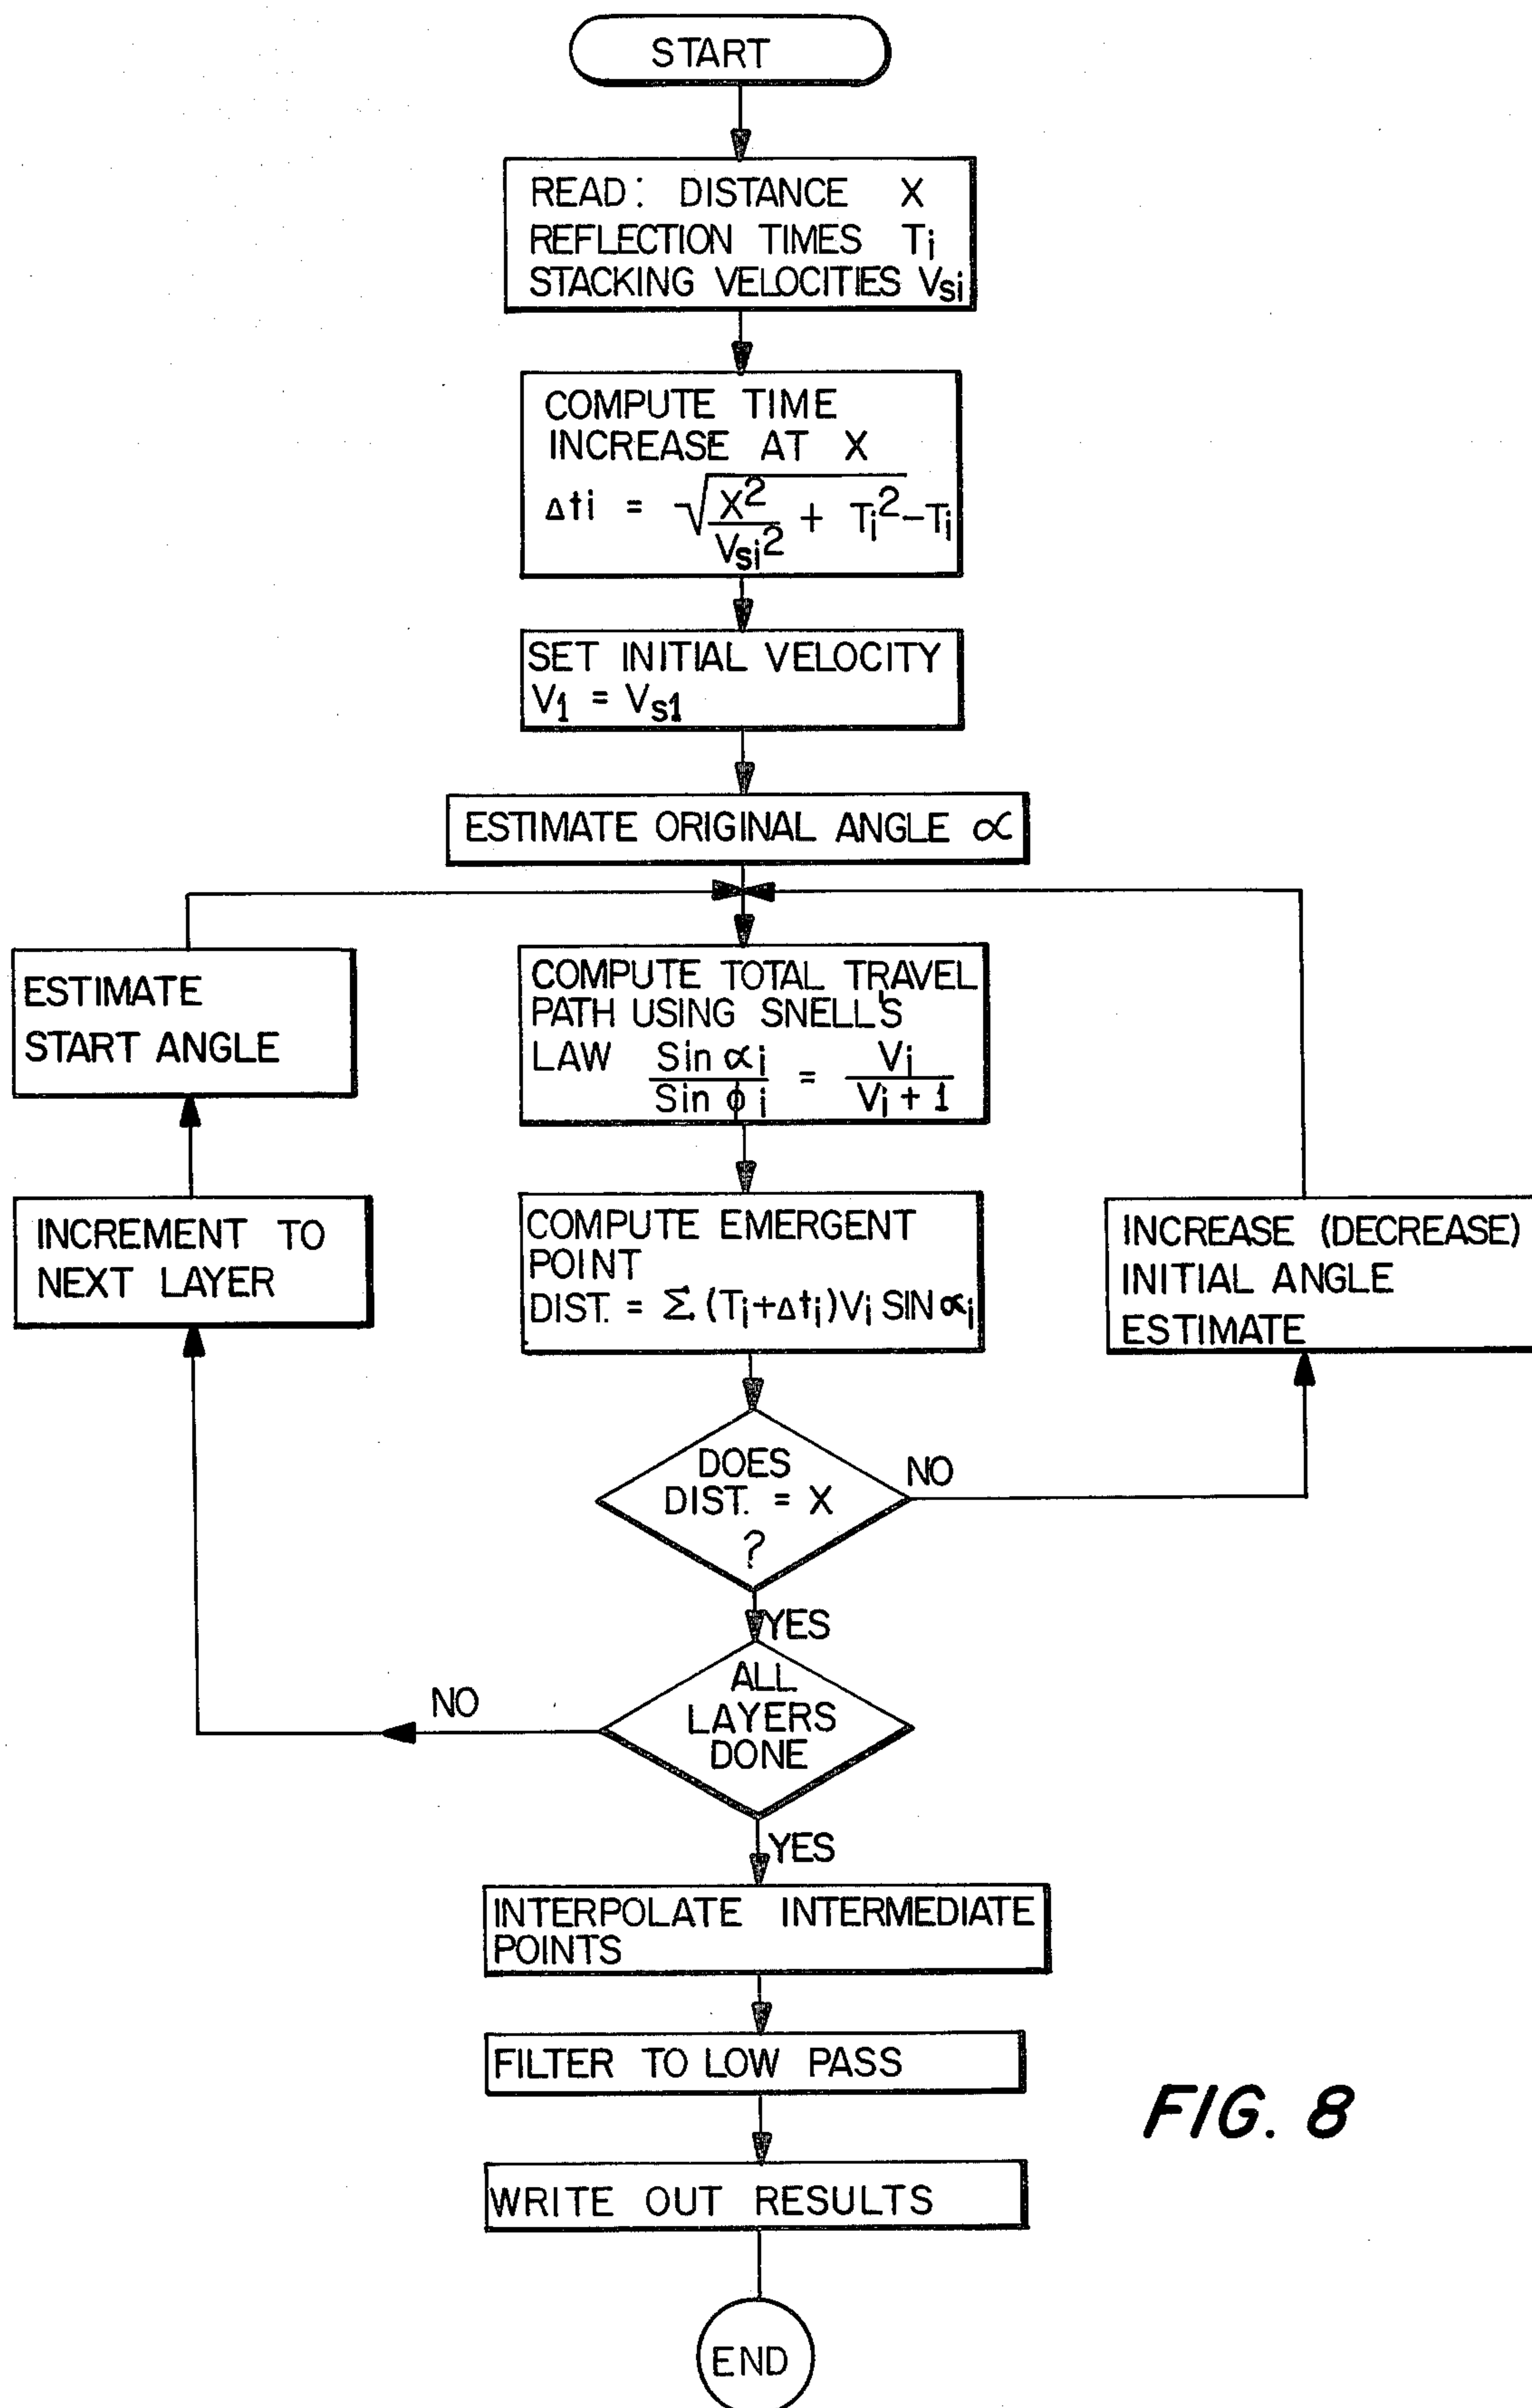 START
READ: DISTANCE X
REFLECTION TIMES Ti
STACKING VELOCITIES Vsi
COMPUTE TIME
INCREASE AT X
Δti = √(X²/Vsi² + Ti²) - Ti
SET INITIAL VELOCITY
V1 = Vs1
ESTIMATE ORIGINAL ANGLE ∝
ESTIMATE
START ANGLE
COMPUTE TOTAL TRAVEL
PATH USING SNELL'S
LAW Sin ∝i / Sin ϕi = Vi / Vi + 1
INCREMENT TO
NEXT LAYER
COMPUTE EMERGENT
POINT
DIST. = Σ (Ti+Δti)Vi SIN ∝i
INCREASE (DECREASE)
INITIAL ANGLE
ESTIMATE
DOES
DIST. = X
?
NO
YES
ALL
LAYERS
DONE
NO
YES
INTERPOLATE INTERMEDIATE
POINTS
FILTER TO LOW PASS
WRITE OUT RESULTS
END
FIG. 8